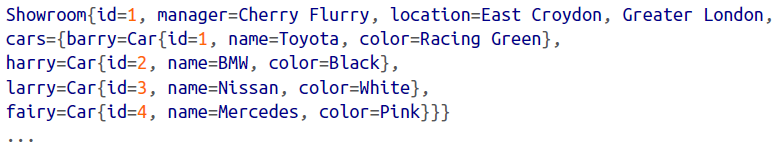 Showroom{id=1, manager=Cherry Flurry, location=East Croydon, Greater London,
cars={barry=Car{id=1, name=Toyota, color=Racing Green},
harry=Car{id=2, name=BMW, color=Black},
larry=Car{id=3, name=Nissan, color=White},
fairy=Car{id=4, name=Mercedes, color=Pink}}}
...